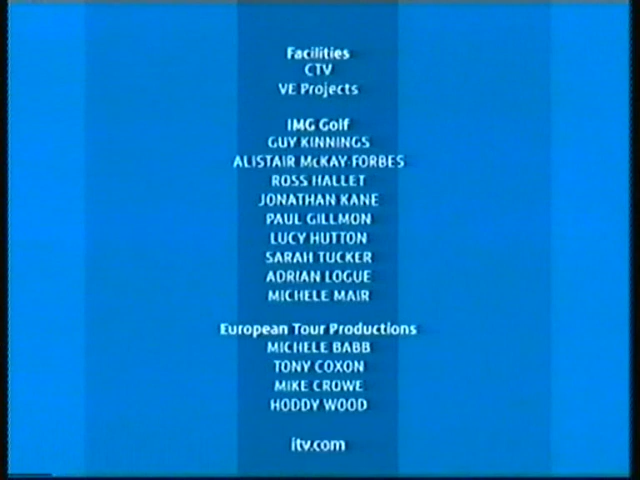 Facilities
CTV
VE Projects
IMG Golf
GUY KINNINGS
ALISTAIR McKAY-FORBES
ROSS HALLET
JONATHAN KANE
PAUL GILLMON
LUCY HUTTON
SARAH TUCKER
ADRIAN LOGUE
MICHELE MAIR
European Tour Productions
MICHELE BABB
TONY COXON
MIKE CROWE
HODDY WOOD
itv.com